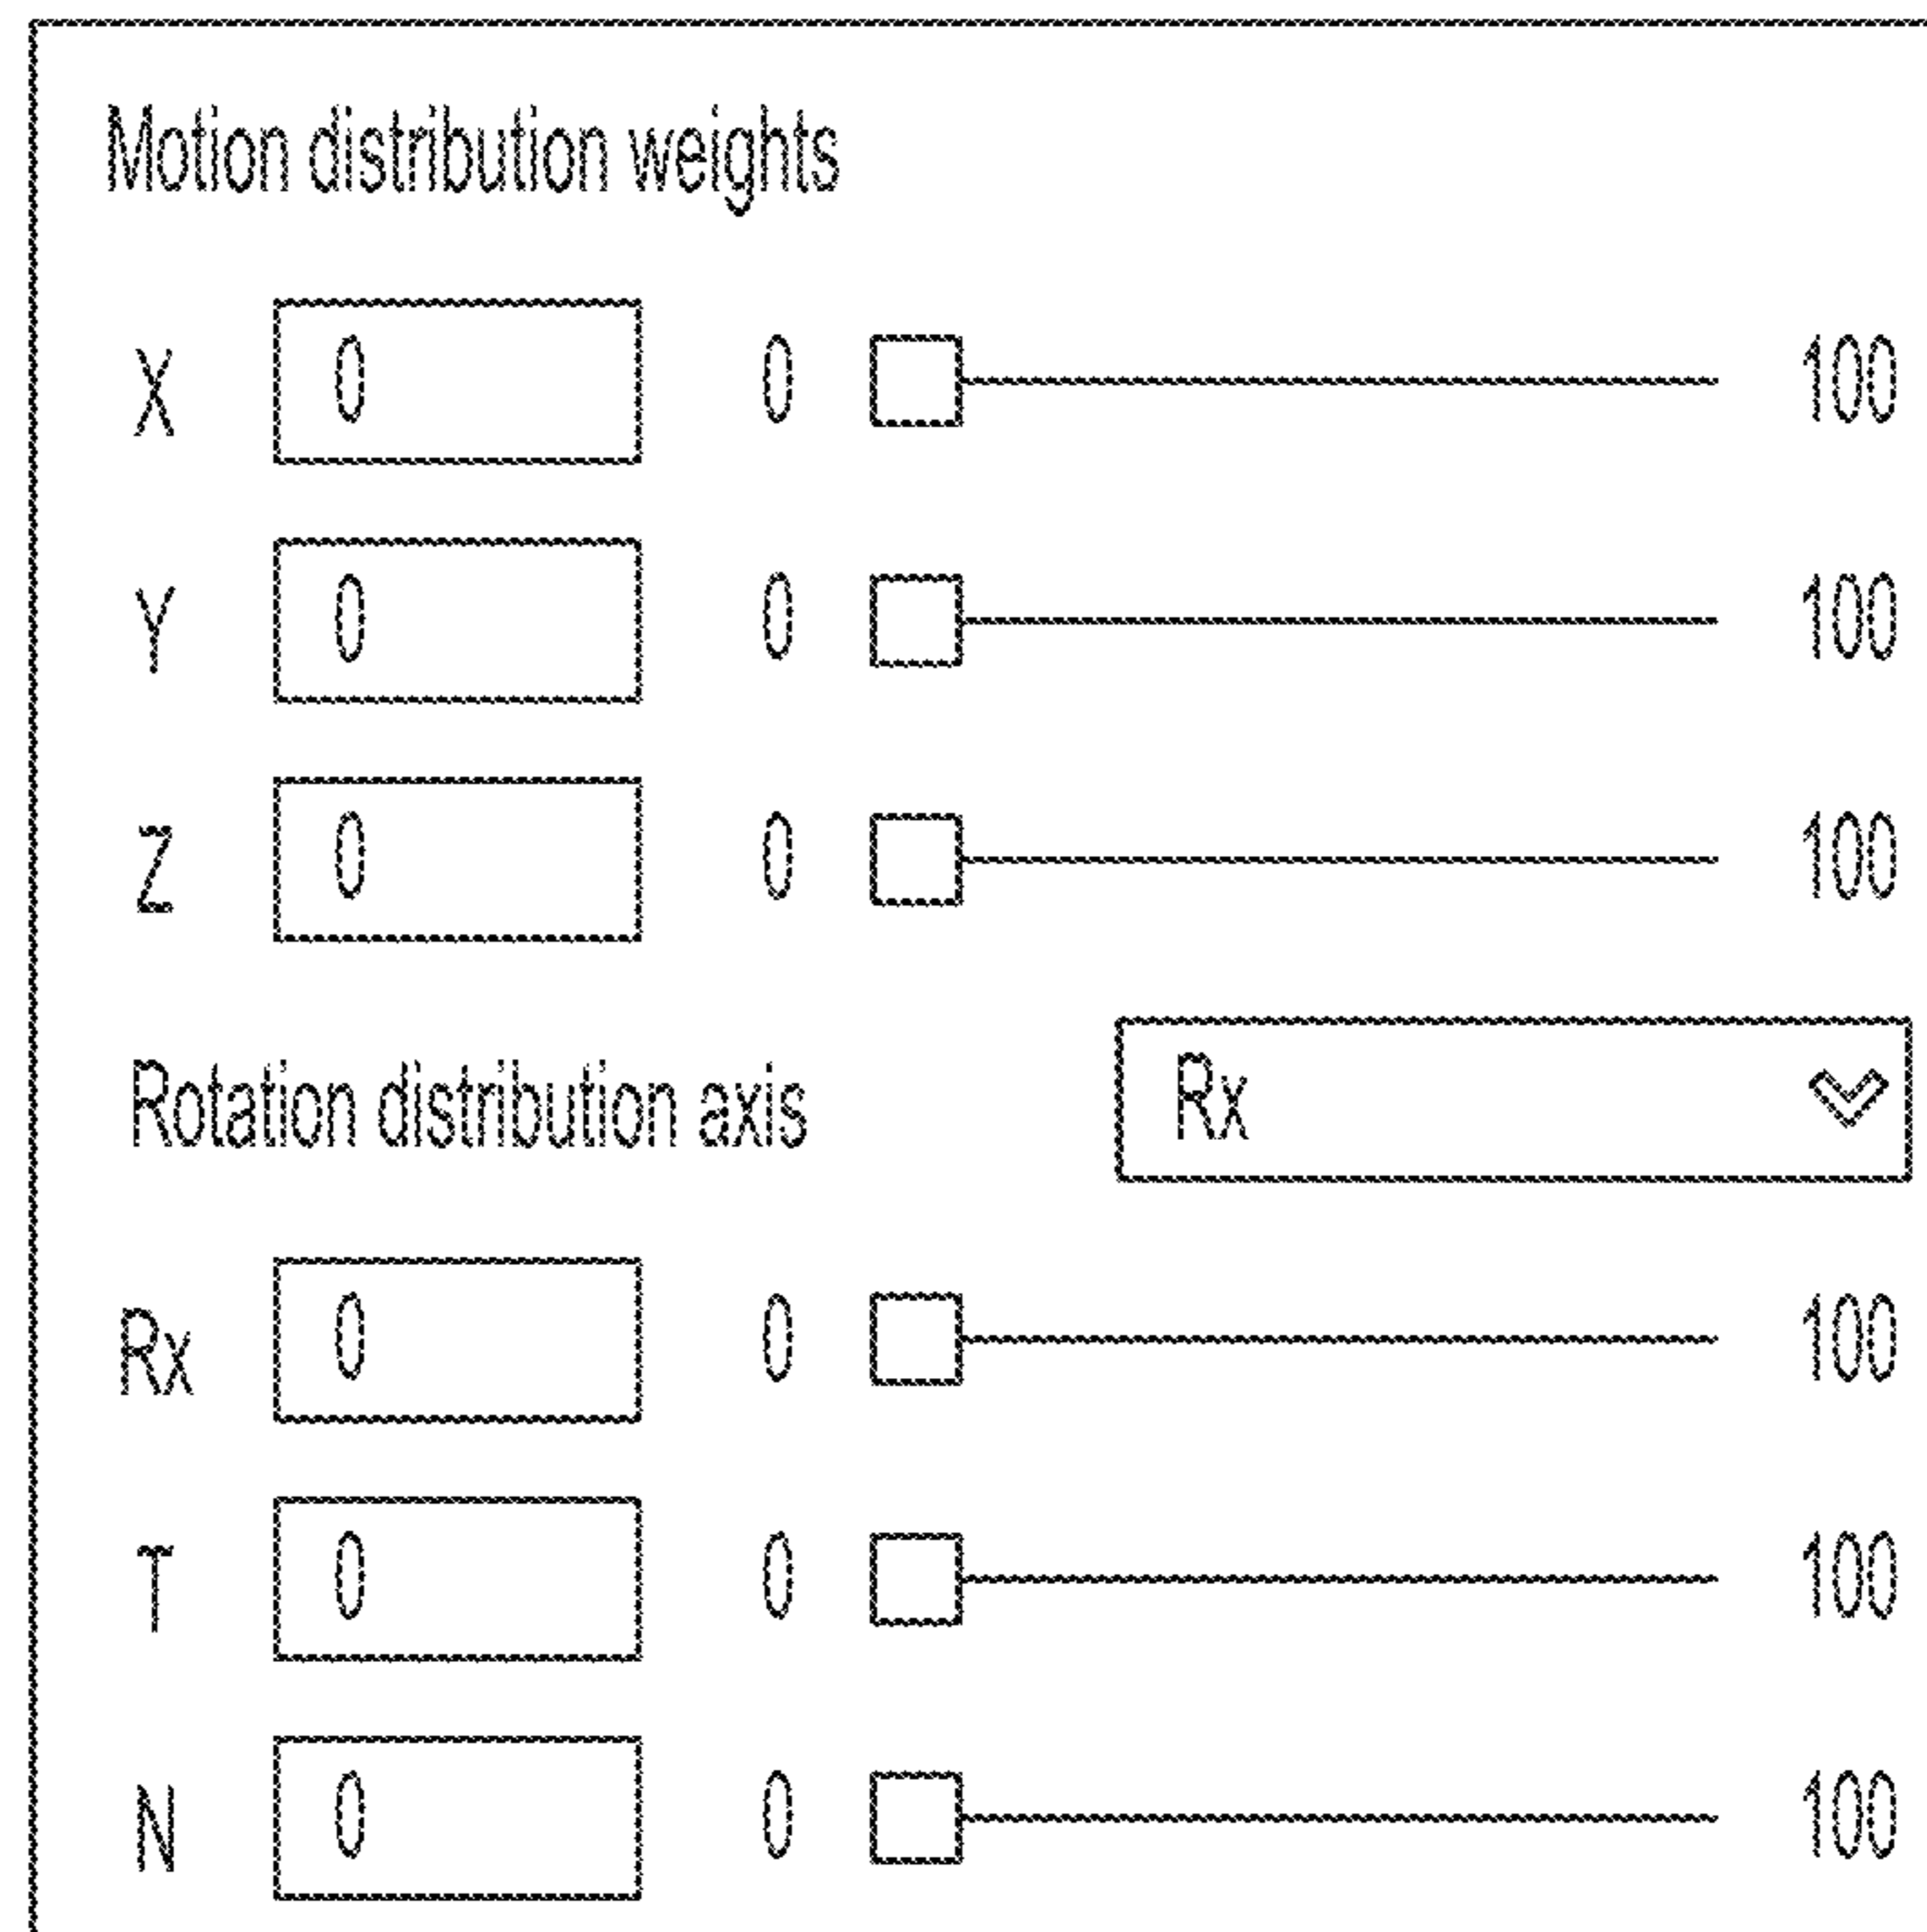 Motion distribution weights
X 0 0 100
Y 0 0 100
Z 0 0 100
Rotation distribution axis Rx
Rx 0 0 100
T 0 0 100
N 0 0 100